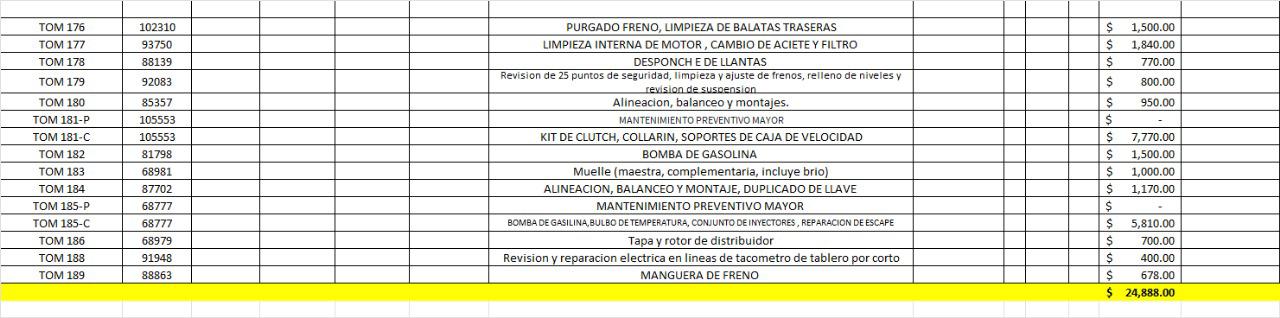 TOM 176 102310 PURGADO FRENO, LIMPIEZA DE BALATAS TRASERAS $ 1,500.00
TOM 177 93750 LIMPIEZA INTERNA DE MOTOR , CAMBIO DE ACIETE Y FILTRO $ 1,840.00
TOM 178 88139 DESPONCH E DE LLANTAS $ 770.00
TOM 179 92083 Revision de 25 puntos de seguridad, limpieza y ajuste de frenos, relleno de niveles y $ 800.00
revision de suspension
TOM 180 85357 Alineacion, balanceo y montajes. $ 950.00
TOM 181-P 105553 MANTENIMIENTO PREVENTIVO MAYOR $ -
TOM 181-C 105553 KIT DE CLUTCH, COLLARIN, SOPORTES DE CAJA DE VELOCIDAD $ 7,770.00
TOM 182 81798 BOMBA DE GASOLINA $ 1,500.00
TOM 183 68981 Muelle (maestra, complementaria, incluye brio) $ 1,000.00
TOM 184 87702 ALINEACION, BALANCEO Y MONTAJE, DUPLICADO DE LLAVE $ 1,170.00
TOM 185-P 68777 MANTENIMIENTO PREVENTIVO MAYOR $ -
TOM 185-C 68777 BOMBA DE GASILINA,BULBO DE TEMPERATURA, CONJUNTO DE INYECTORES , REPARACION DE ESCAPE $ 5,810.00
TOM 186 68979 Tapa y rotor de distribuidor $ 700.00
TOM 188 91948 Revision y reparacion electrica en lineas de tacometro de tablero por corto $ 400.00
TOM 189 88863 MANGUERA DE FRENO $ 678.00
$ 24,888.00